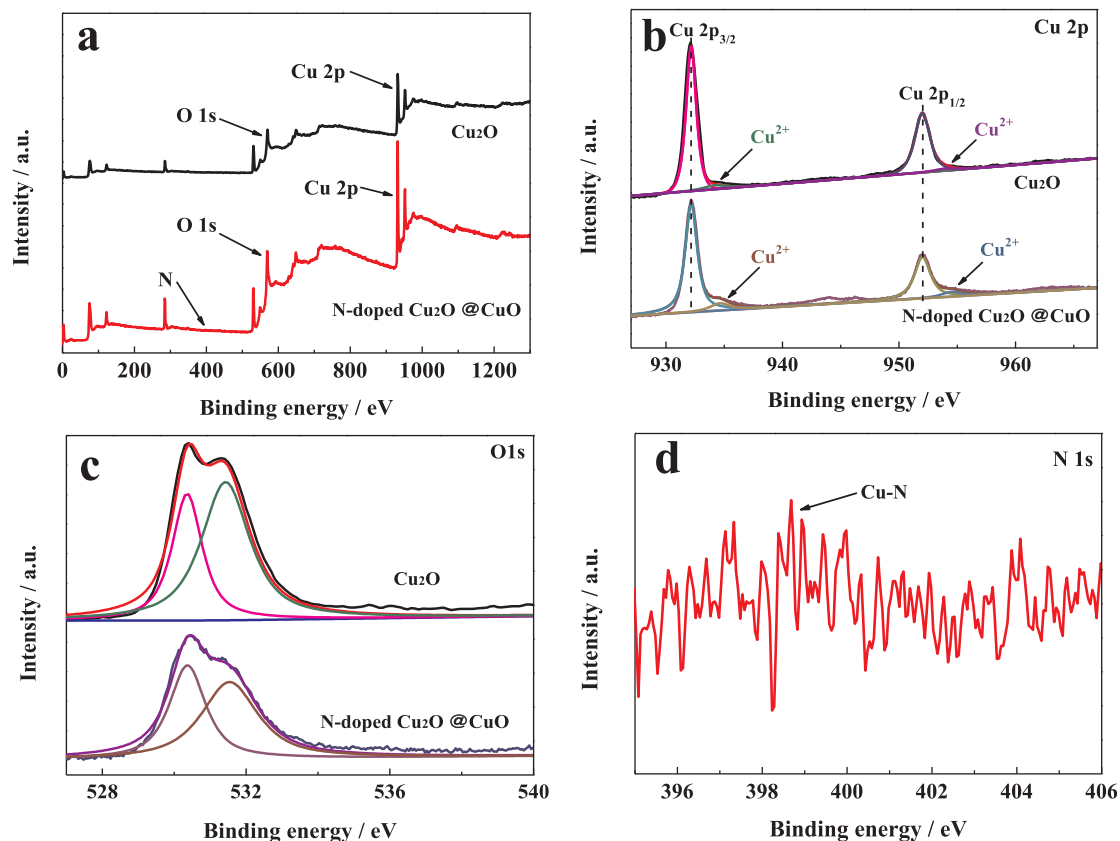 a
Cu 2p
O 1s
Cu₂O
Cu 2p
O 1s
N
N-doped Cu₂O @CuO
0 200 400 600 800 1000 1200
Binding energy / eV
Intensity / a.u.
b
Cu 2p₃/₂
Cu 2p
Cu 2p₁/₂
Cu²⁺
Cu²⁺
Cu₂O
Cu²⁺
Cu²⁺
N-doped Cu₂O @CuO
930 940 950 960
Binding energy / eV
Intensity / a.u.
c
O1s
Cu₂O
N-doped Cu₂O @CuO
528 532 536 540
Binding energy / eV
Intensity / a.u.
d
N 1s
Cu-N
396 398 400 402 404 406
Binding energy / eV
Intensity / a.u.